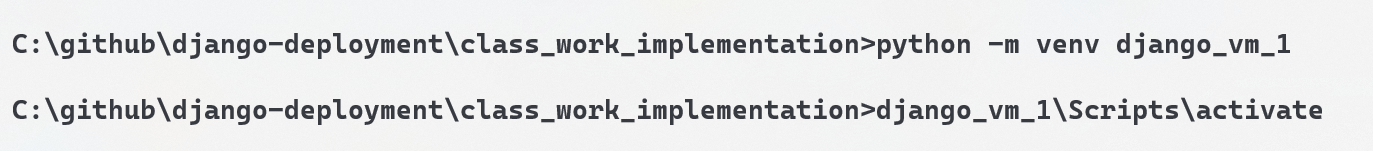 C:\github\django-deployment\class_work_implementation>python -m venv django_vm_1
C:\github\django-deployment\class_work_implementation>django_vm_1\Scripts\activate